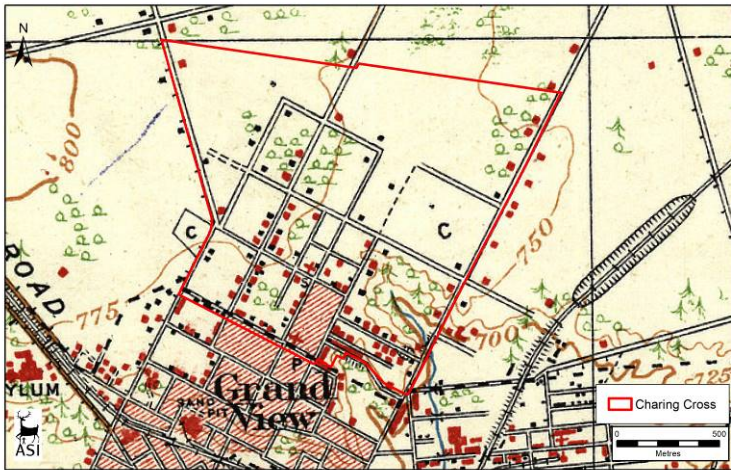 N
800
C
C
750
ROAD
775
S
700
P
YLUM
Grand
View
SAND
PIT
725
Charing Cross
0 500
Metres
ASI